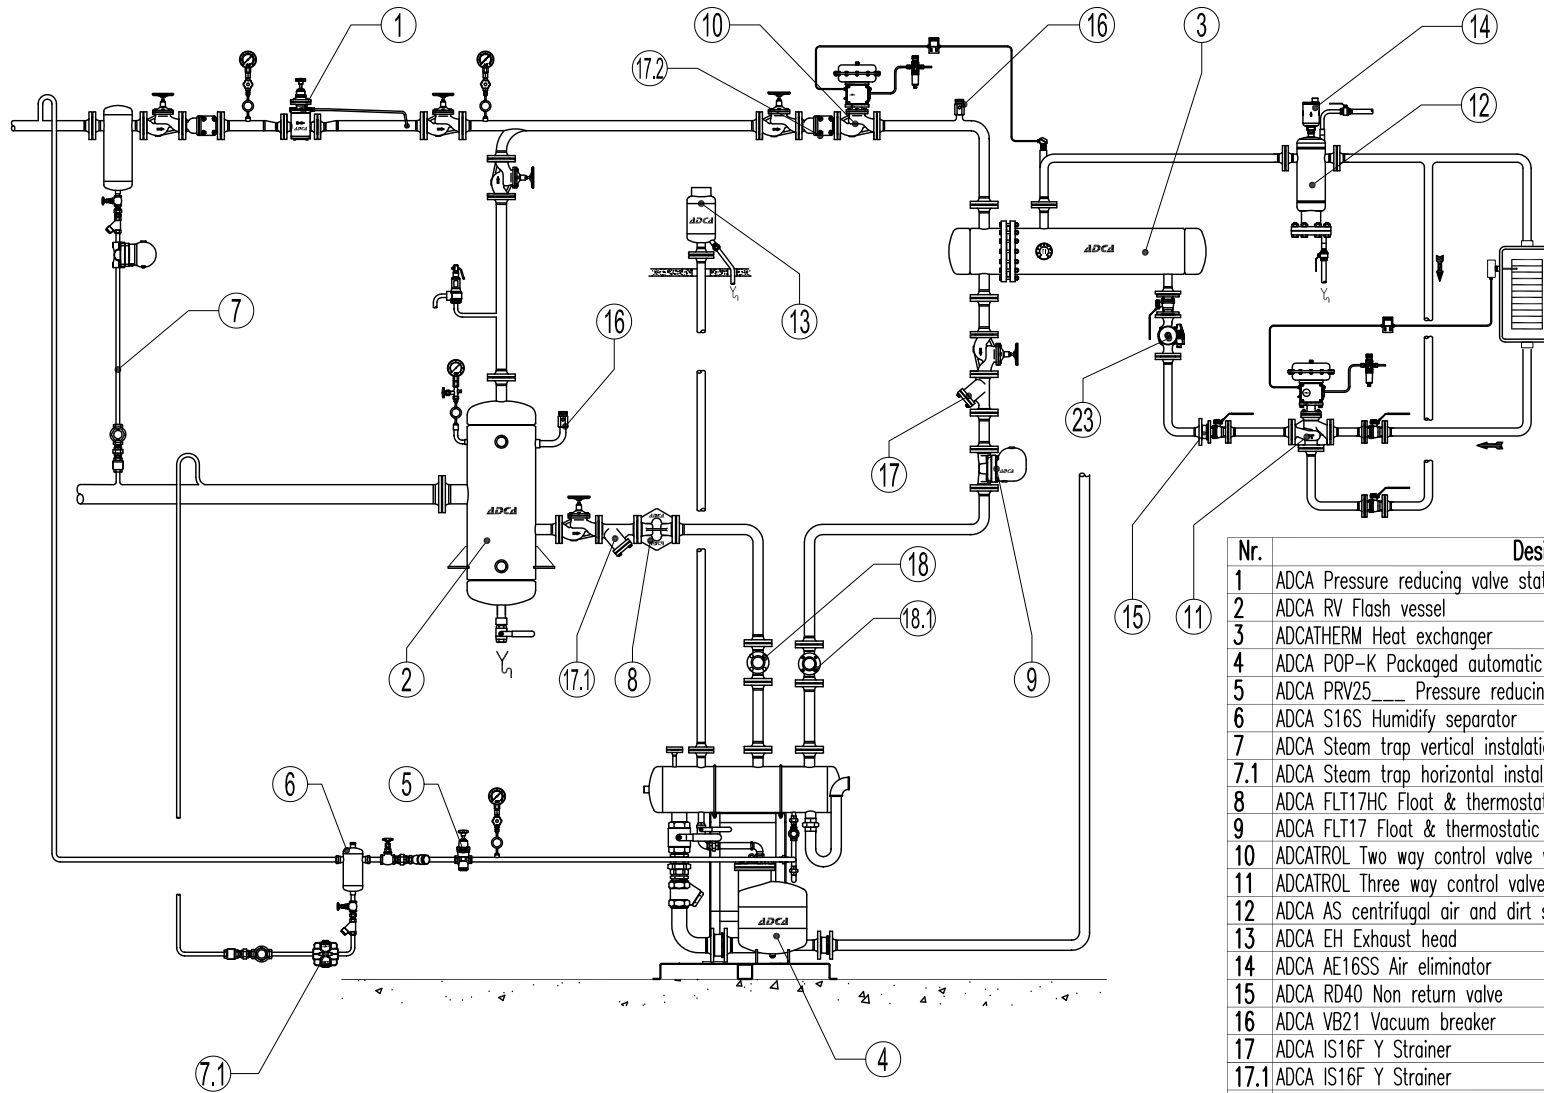 1
10
16
3
14
17.2
12
ADCA
ADCA
ADCA
7
16
13
23
17
ADCA
ADCA
ADCA
ADCA
2
17.1
8
18
18.1
9
15
11
6
5
ADCA
7.1
4
Nr. Desi
1 ADCA Pressure reducing valve stat
2 ADCA RV Flash vessel
3 ADCATHERM Heat exchanger
4 ADCA POP-K Packaged automatic
5 ADCA PRV25___ Pressure reducin
6 ADCA S16S Humidify separator
7 ADCA Steam trap vertical instalati
7.1 ADCA Steam trap horizontal instal
8 ADCA FLT17HC Float & thermostat
9 ADCA FLT17 Float & thermostatic
10 ADCATROL Two way control valve v
11 ADCATROL Three way control valve
12 ADCA AS centrifugal air and dirt s
13 ADCA EH Exhaust head
14 ADCA AE16SS Air eliminator
15 ADCA RD40 Non return valve
16 ADCA VB21 Vacuum breaker
17 ADCA IS16F Y Strainer
17.1 ADCA IS16F Y Strainer